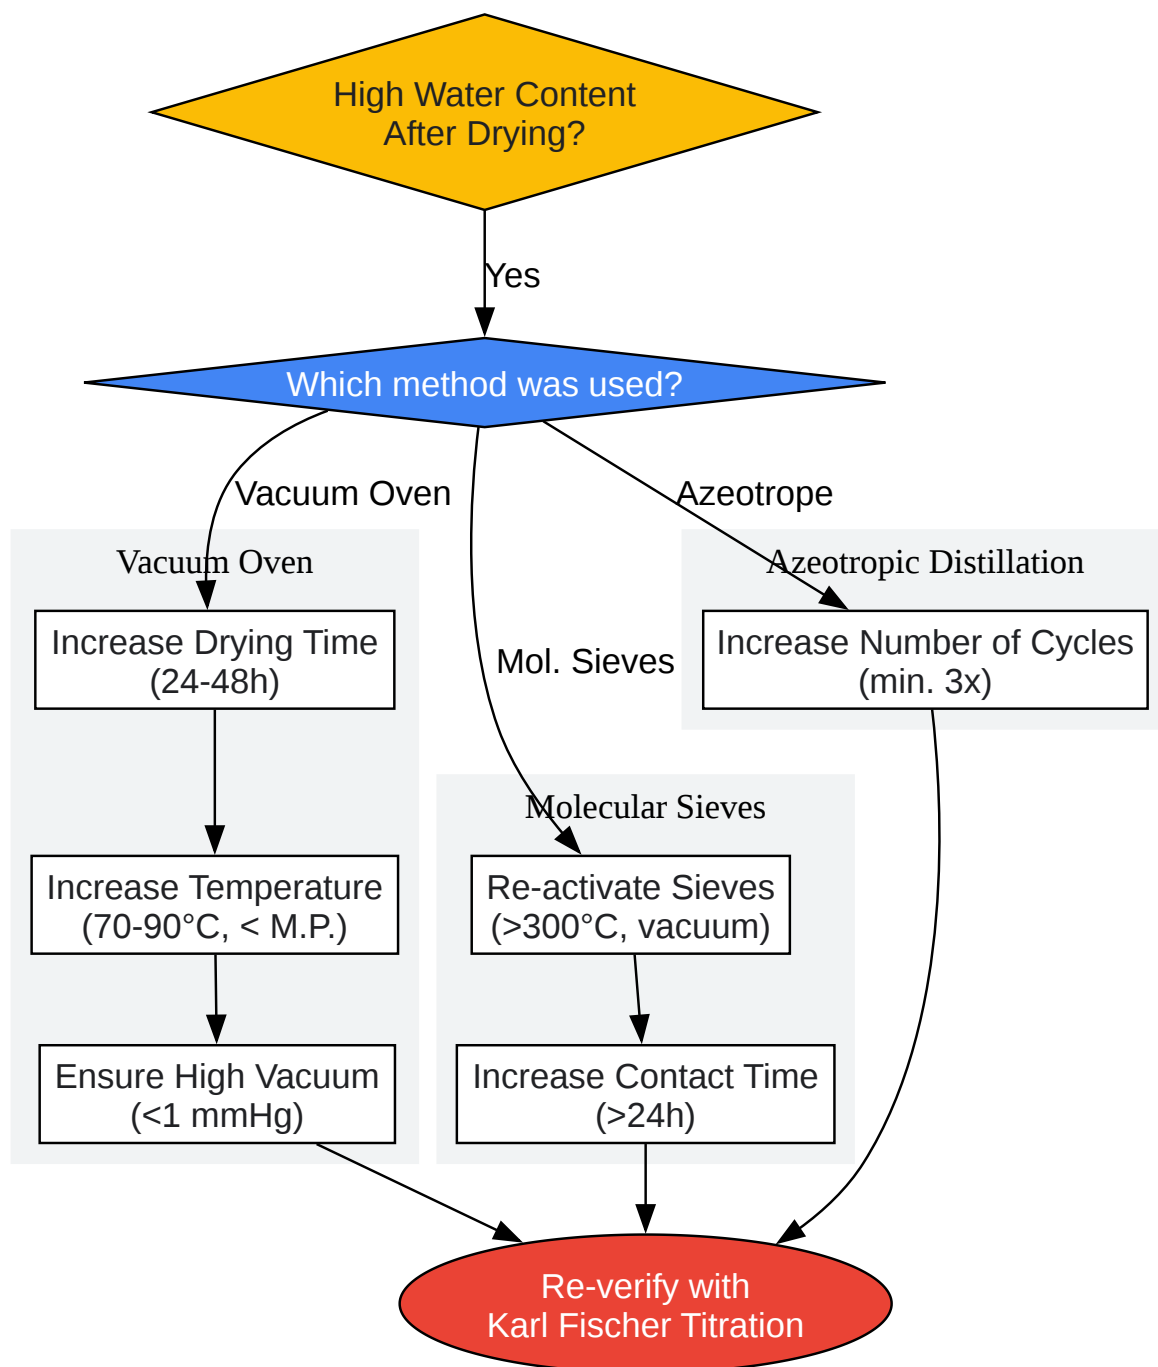 High Water Content
After Drying?
Yes
Which method was used?
Vacuum Oven
Azeotrope
Mol. Sieves
Vacuum Oven
Increase Drying Time
(24-48h)
Increase Temperature
(70-90°C, < M.P.)
Ensure High Vacuum
(<1 mmHg)
Molecular Sieves
Re-activate Sieves
(>300°C, vacuum)
Increase Contact Time
(>24h)
Azeotropic Distillation
Increase Number of Cycles
(min. 3x)
Re-verify with
Karl Fischer Titration